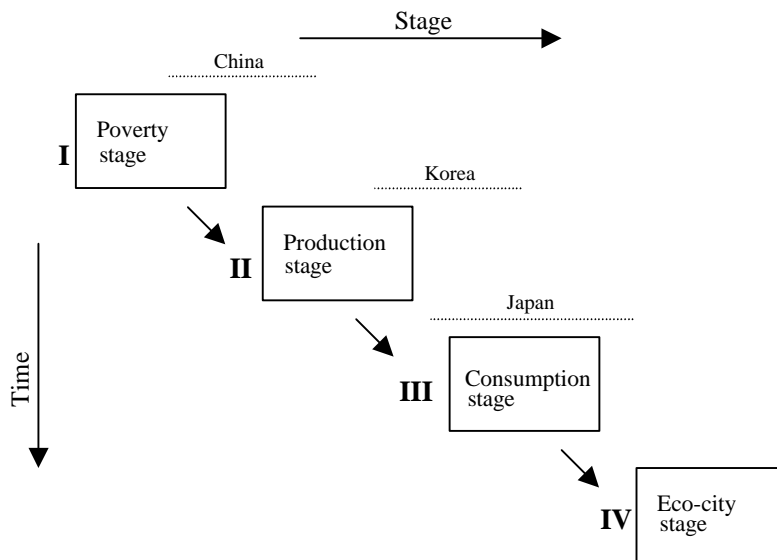 Stage
China
I
Poverty
stage
Korea
II
Production
stage
Japan
III
Consumption
stage
Time
IV
Eco-city
stage